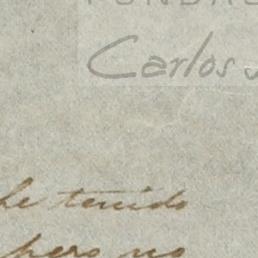 Carlos
he tenido
pero no